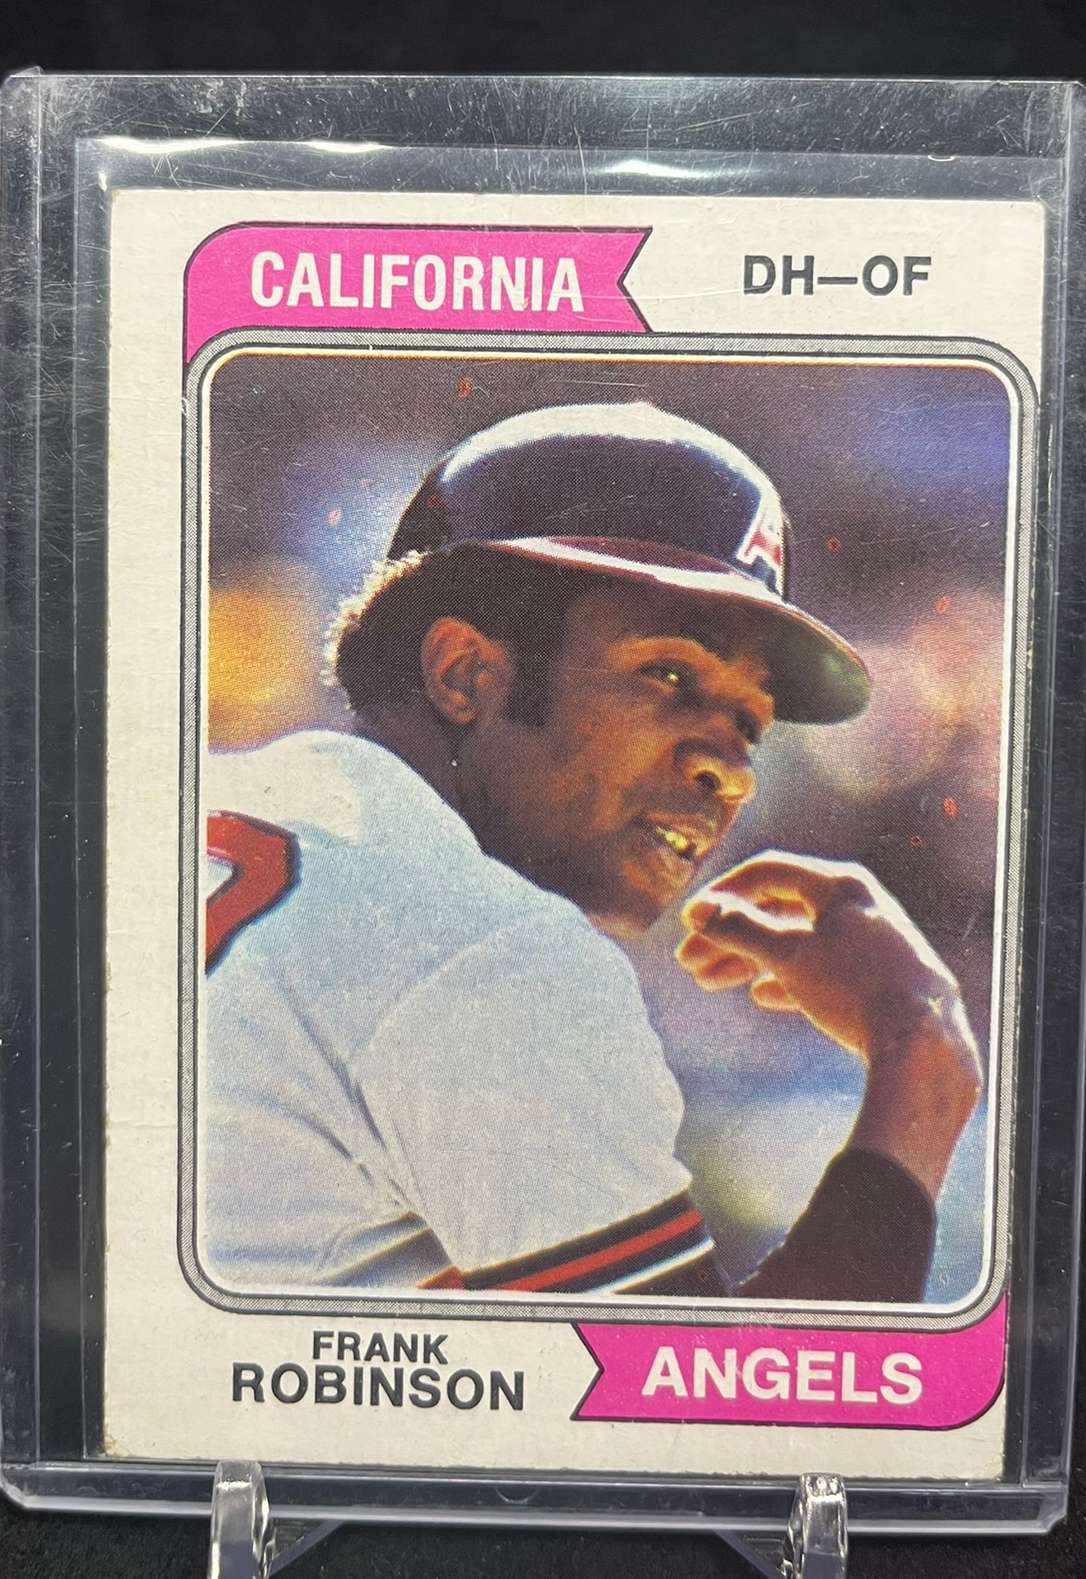 CALIFORNIA
DH—OF
A
FRANK
ROBINSON
ANGELS